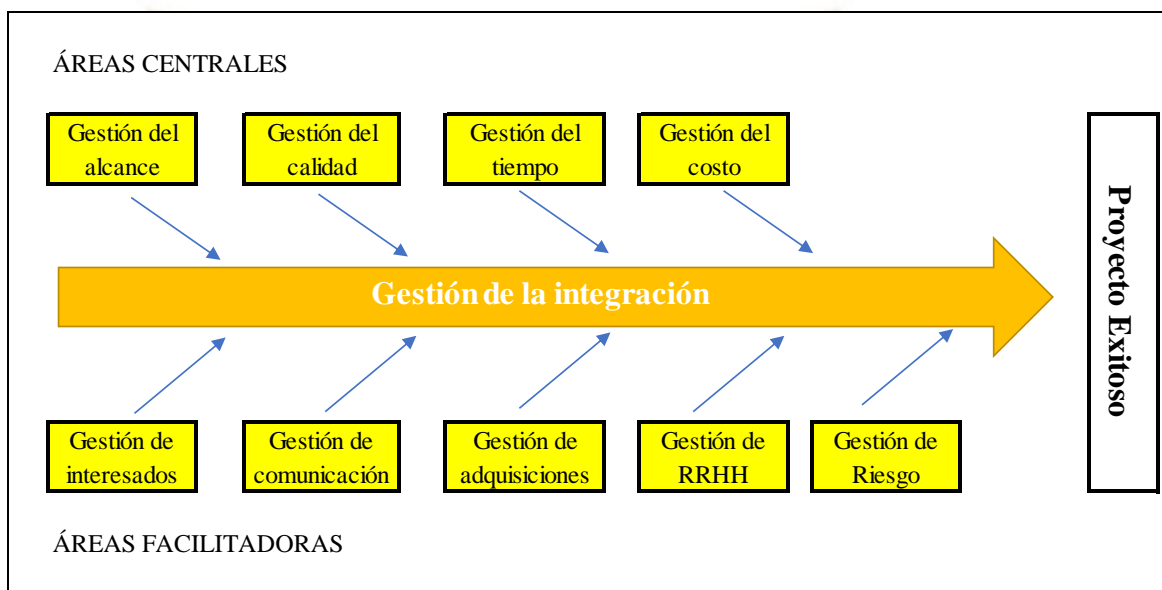 ÁREAS CENTRALES
Gestión del
alcance
Gestión del
calidad
Gestión del
tiempo
Gestión del
costo
Gestión de la integración
Proyecto Exitoso
Gestión de
interesados
Gestión de
comunicación
Gestión de
adquisiciones
Gestión de
RRHH
Gestión de
Riesgo
ÁREAS FACILITADORAS